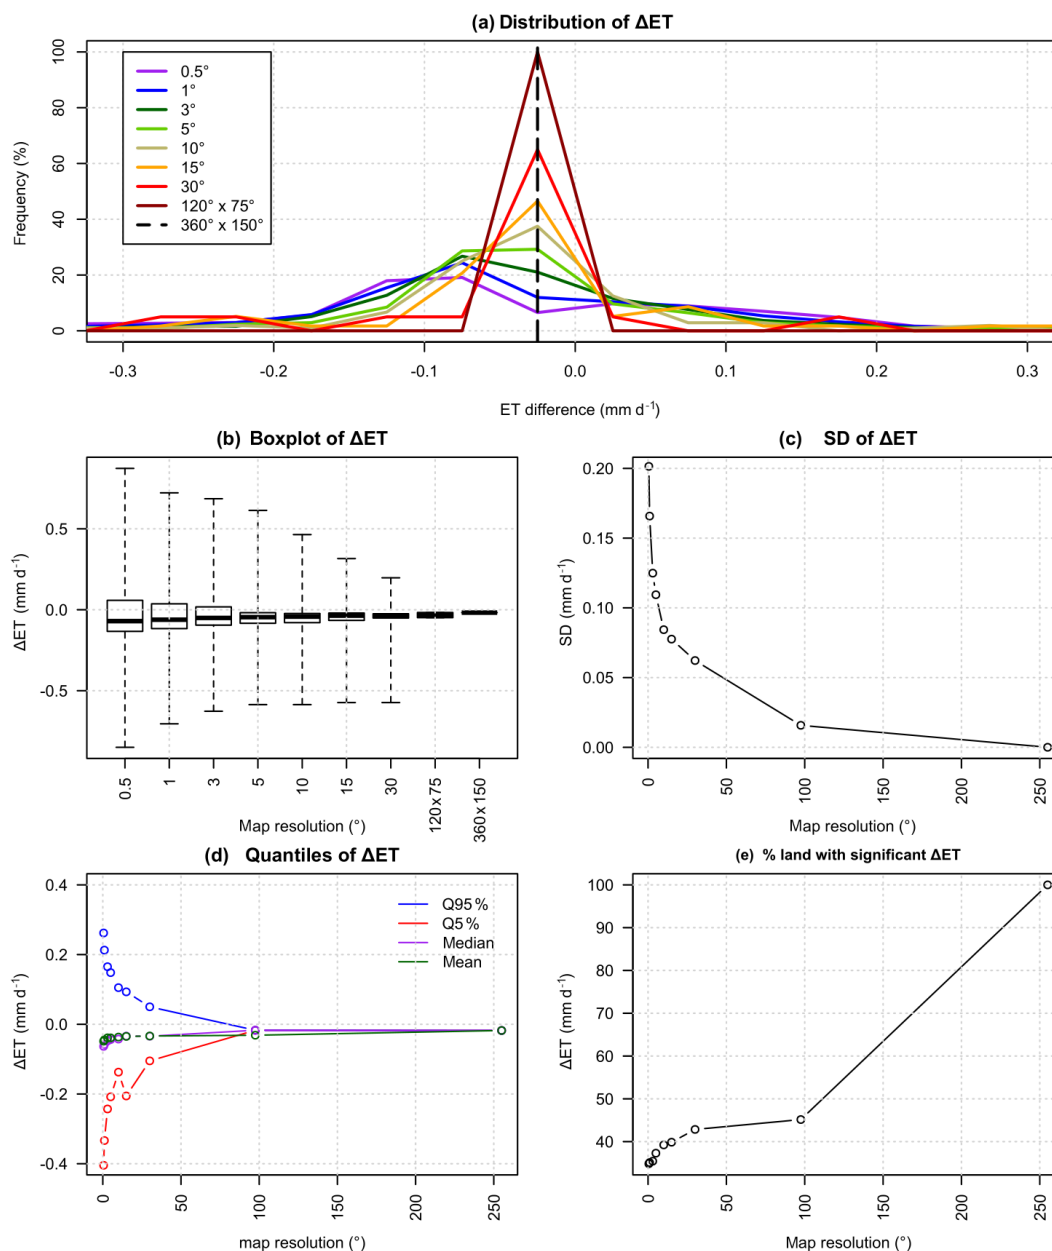 (a) Distribution of ΔET
Frequency (%)
100
80
60
40
20
0
0.5°
1°
3°
5°
10°
15°
30°
120° x 75°
360° x 150°
-0.3
-0.2
-0.1
0.0
0.1
0.2
0.3
ET difference (mm d⁻¹)
(b) Boxplot of ΔET
ΔET (mm d⁻¹)
0.5
0.0
-0.5
0.5
1
3
5
10
15
30
120x75
360x150
Map resolution (°)
(c) SD of ΔET
SD (mm d⁻¹)
0.20
0.15
0.10
0.05
0.00
0
50
100
150
200
250
Map resolution (°)
(d) Quantiles of ΔET
ΔET (mm d⁻¹)
0.4
0.2
0.0
-0.2
-0.4
Q95%
Q5%
Median
Mean
0
50
100
150
200
250
map resolution (°)
(e) % land with significant ΔET
ΔET (mm d⁻¹)
100
90
80
70
60
50
40
0
50
100
150
200
250
Map resolution (°)